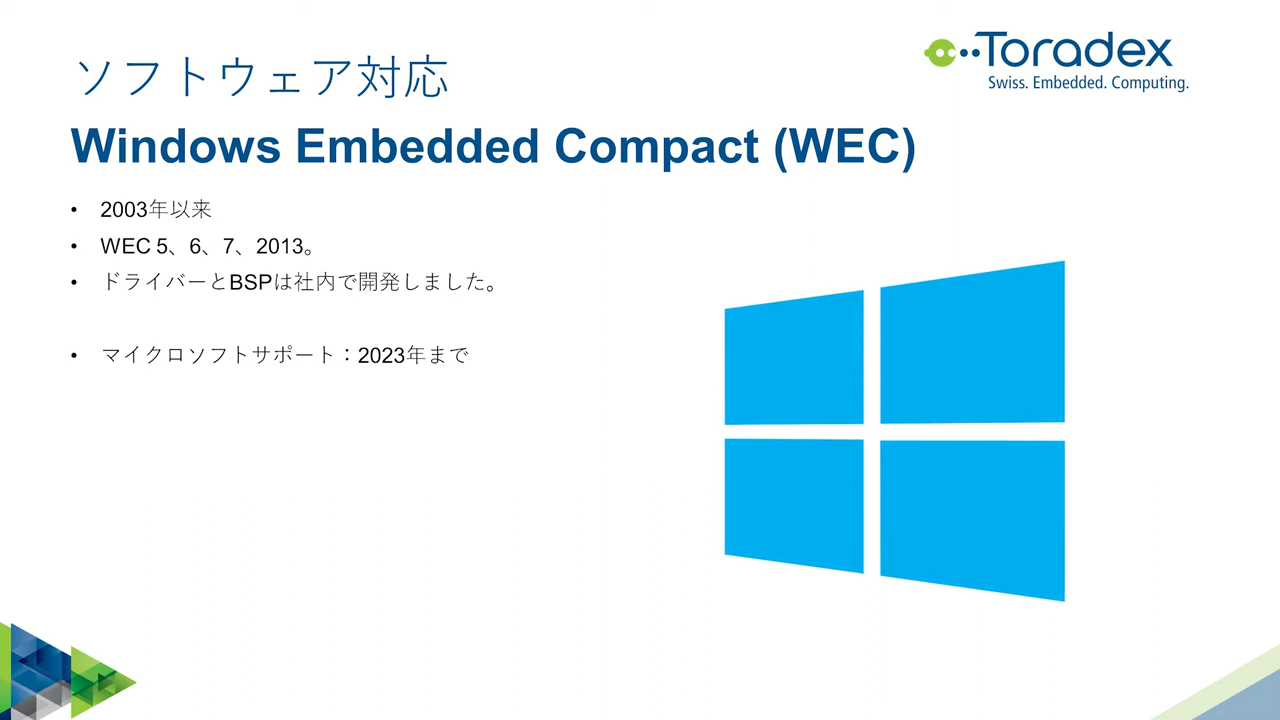 Toradex
Swiss. Embedded. Computing.
ソフトウェア対応
Windows Embedded Compact (WEC)
• 2003年以来
• WEC 5、6、7、2013。
• ドライバーとBSPは社内で開発しました。
• マイクロソフトサポート：2023年まで